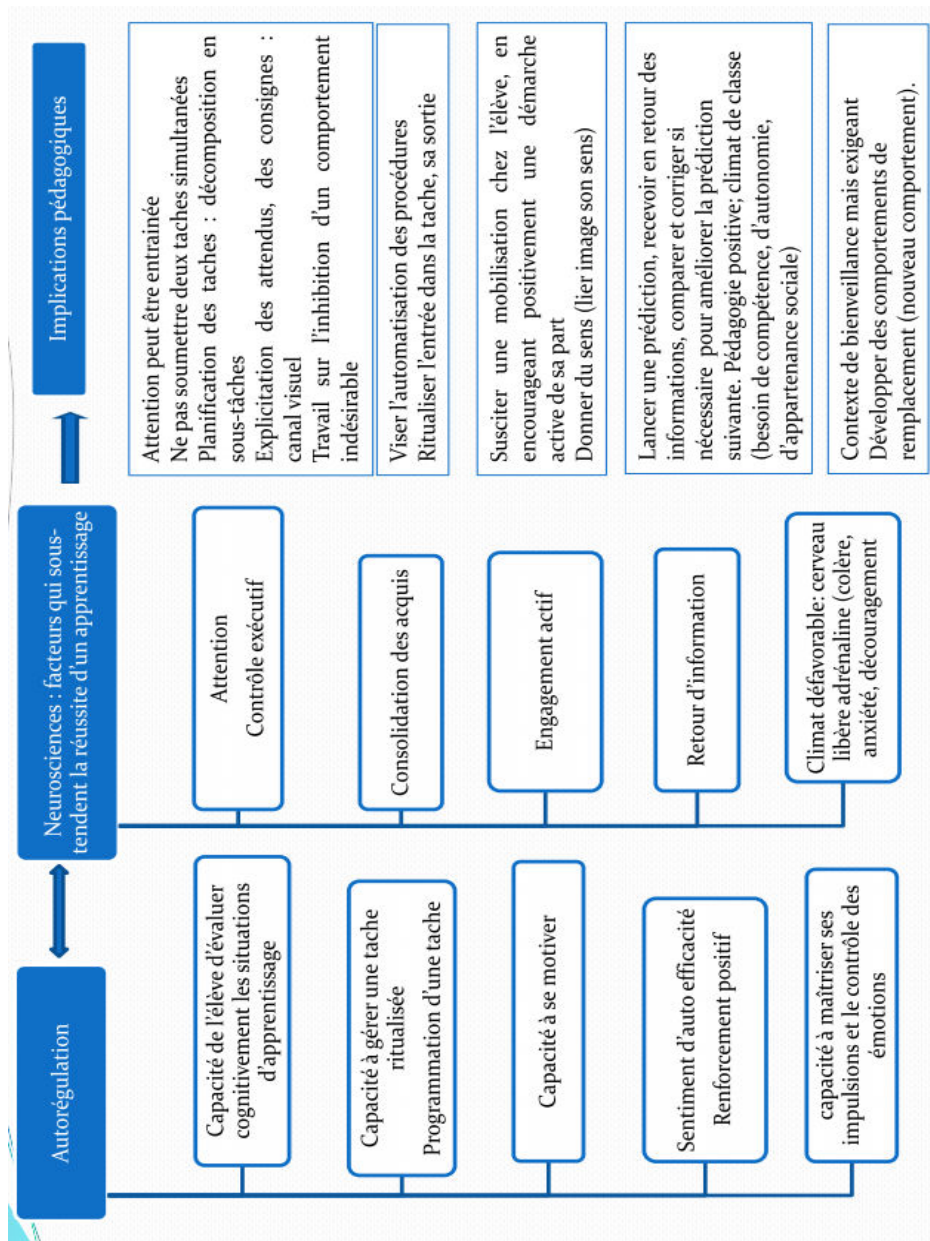 Autorégulation
Neurosciences : facteurs qui sous-
tendent la réussite d'un apprentissage
Implications pédagogiques
Capacité de l'élève d'évaluer
cognitivement les situations
d'apprentissage
Attention
Contrôle exécutif
Attention peut être entrainée
Ne pas soumettre deux taches simultanées
Planification des taches : décomposition en
sous-tâches
Explicitation des attendus, des consignes :
canal visuel
Travail sur l'inhibition d'un comportement
indésirable
Capacité à gérer une tache
ritualisée
Programmation d'une tache
Consolidation des acquis
Viser l'automatisation des procédures
Ritualiser l'entrée dans la tache, sa sortie
Capacité à se motiver
Engagement actif
Susciter une mobilisation chez l'élève, en
encourageant positivement une démarche
active de sa part
Donner du sens (lier image son sens)
Sentiment d'auto efficacité
Renforcement positif
Retour d'information
Lancer une prédiction, recevoir en retour des
informations, comparer et corriger si
nécessaire pour améliorer la prédiction
suivante. Pédagogie positive; climat de classe
(besoin de compétence, d'autonomie,
d'appartenance sociale)
capacité à maîtriser ses
impulsions et le contrôle des
émotions
Climat défavorable: cerveau
libère adrénaline (colère,
anxiété, découragement
Contexte de bienveillance mais exigeant
Développer des comportements de
remplacement (nouveau comportement).